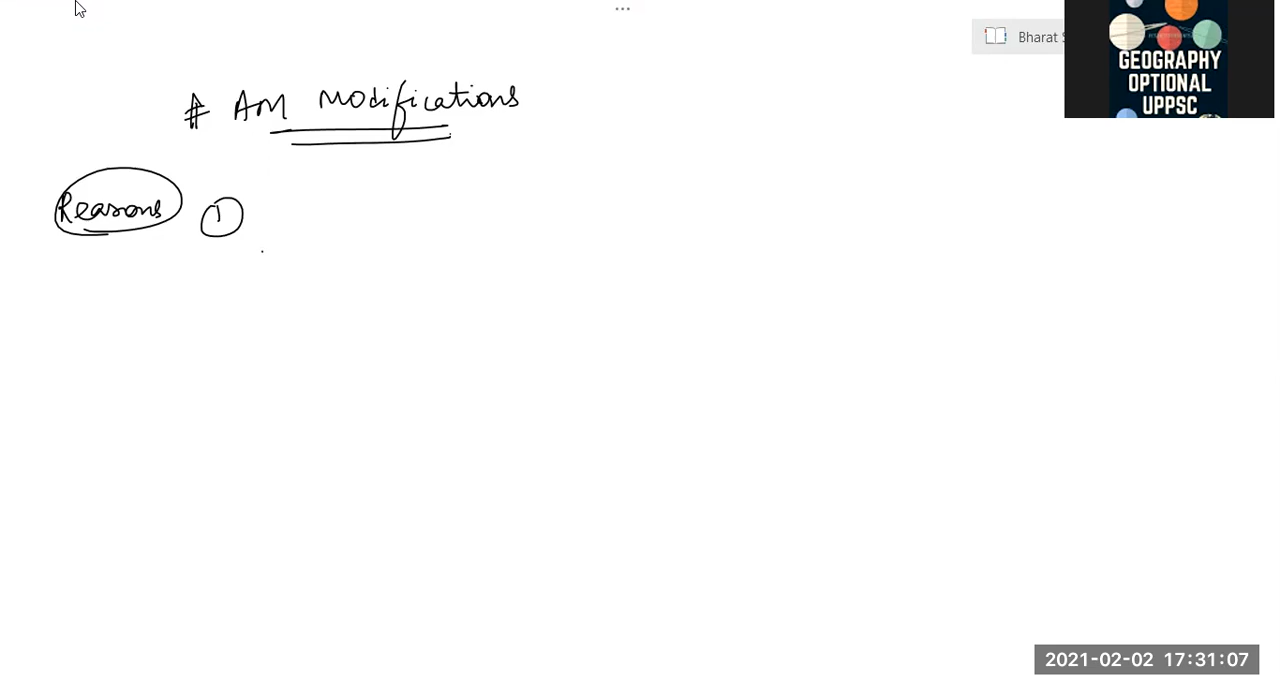 ...
Bharat S
GEOGRAPHY
OPTIONAL
UPPSC
# AM Modifications
Reasons ①
2021-02-02 17:31:07